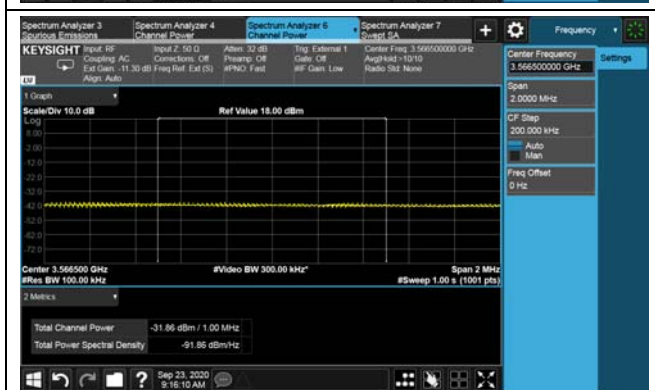 Spectrum Analyzer 3
Spurious Emissions
Spectrum Analyzer 4
Channel Power
Spectrum Analyzer 6
Channel Power
Spectrum Analyzer 7
Swept SA
+
Frequency
KEYSIGHT
Input: RF
Coupling: AC
Ext Gain: -11.30 dB
Align: Auto
Input Z: 50 Ω
Corrections: Off
Freq Ref: Ext (S)
Atten: 32 dB
Preamp: Off
#PNO: Fast
Trig: External 1
Gate: Off
#IF Gain: Low
Center Freq: 3.566500000 GHz
Avg|Hold:>10/10
Radio Std: None
LU
Center Frequency
3.566500000 GHz
Settings
Span
2.0000 MHz
CF Step
200.000 kHz
Auto
Man
Freq Offset
0 Hz
1 Graph
Scale/Div 10.0 dB
Ref Value 18.00 dBm
Log
8.00
-2.00
-12.0
-22.0
-32.0
-42.0
-52.0
-62.0
-72.0
Center 3.566500 GHz
#Video BW 300.00 kHz*
Span 2 MHz
#Res BW 100.00 kHz
#Sweep 1.00 s (1001 pts)
2 Metrics
Total Channel Power
-31.86 dBm / 1.00 MHz
Total Power Spectral Density
-91.86 dBm/Hz
?
Sep 23, 2020
9:16:10 AM